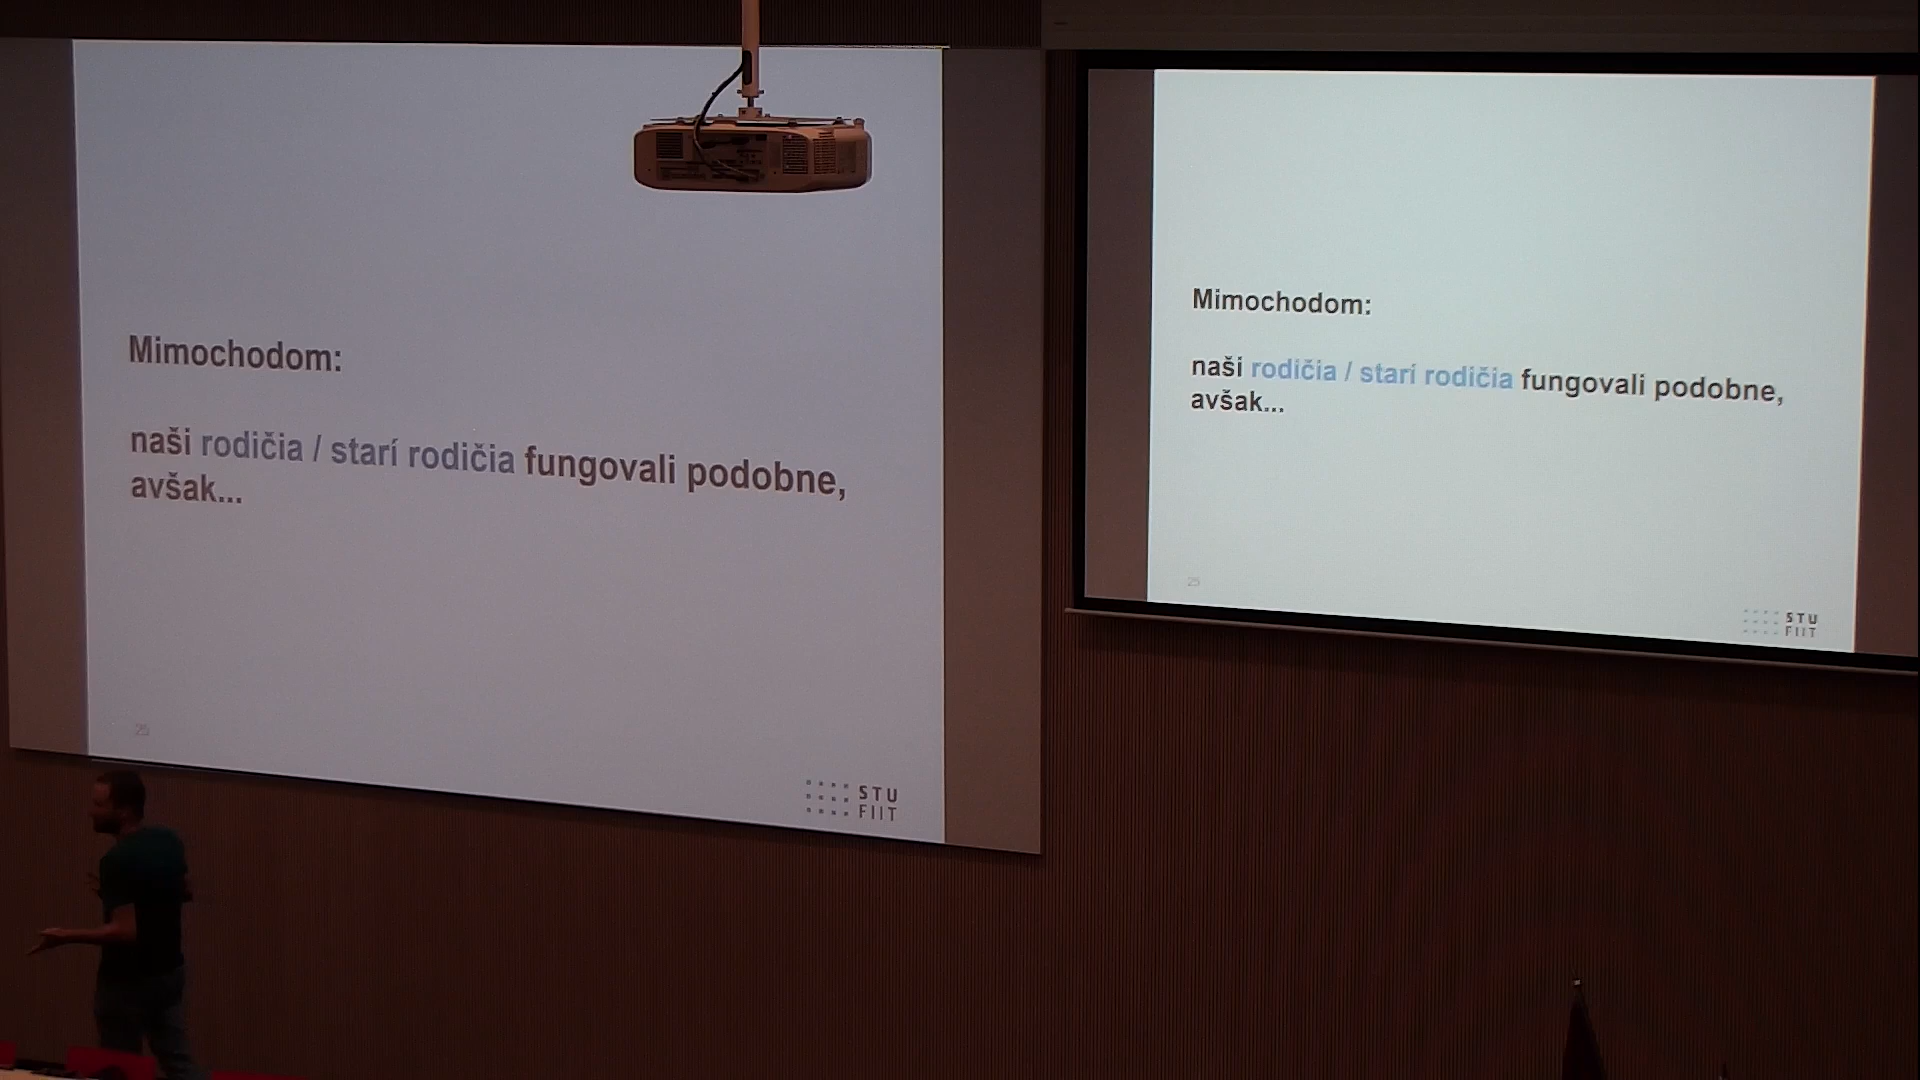 Mimochodom:
naši rodičia / starí rodičia fungovali podobne,
avšak...
25
STU
FIIT
Mimochodom:
naši rodičia / starí rodičia fungovali podobne,
avšak...
25
STU
FIIT